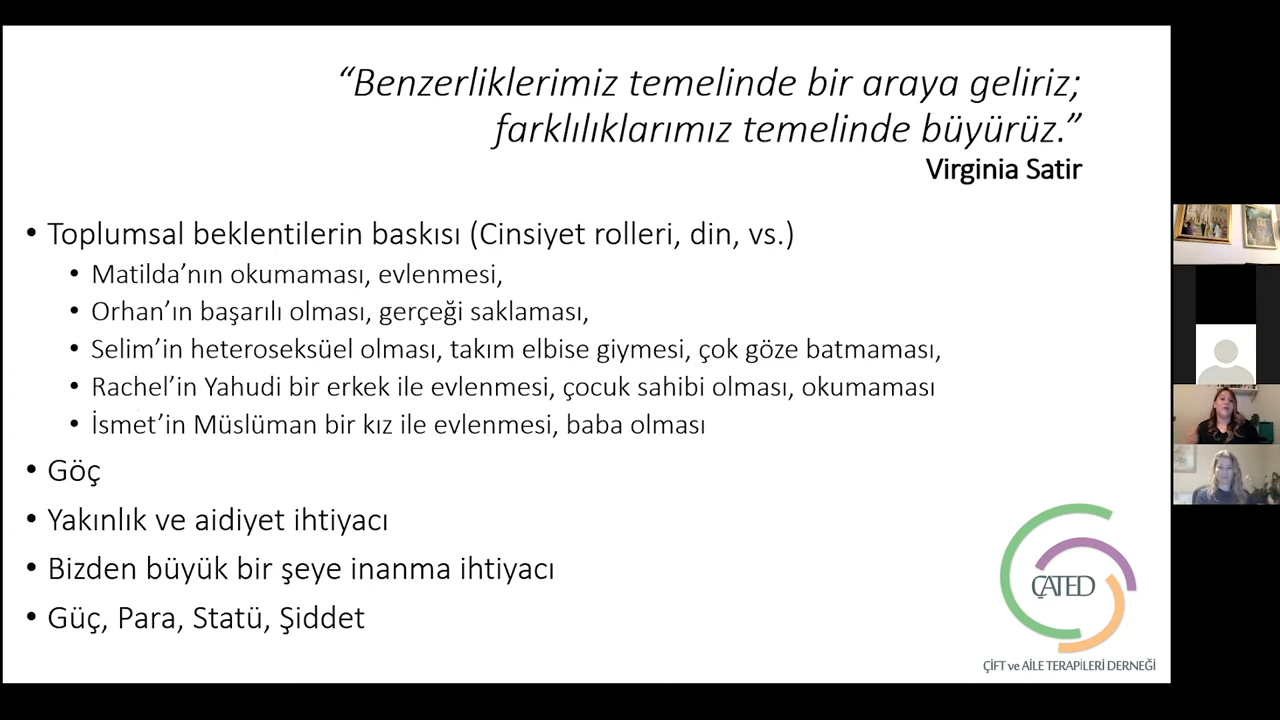 “Benzerliklerimiz temelinde bir araya geliriz;
farklılıklarımız temelinde büyürüz.”
Virginia Satir
• Toplumsal beklentilerin baskısı (Cinsiyet rolleri, din, vs.)
• Matilda’nın okumaması, evlenmesi,
• Orhan’ın başarılı olması, gerçeği saklaması,
• Selim’in heteroseksüel olması, takım elbise giymesi, çok göze batmaması,
• Rachel’in Yahudi bir erkek ile evlenmesi, çocuk sahibi olması, okumaması
• İsmet’in Müslüman bir kız ile evlenmesi, baba olması
• Göç
• Yakınlık ve aidiyet ihtiyacı
• Bizden büyük bir şeye inanma ihtiyacı
• Güç, Para, Statü, Şiddet
ÇATED
ÇİFT ve AİLE TERAPİLERİ DERNEĞİ